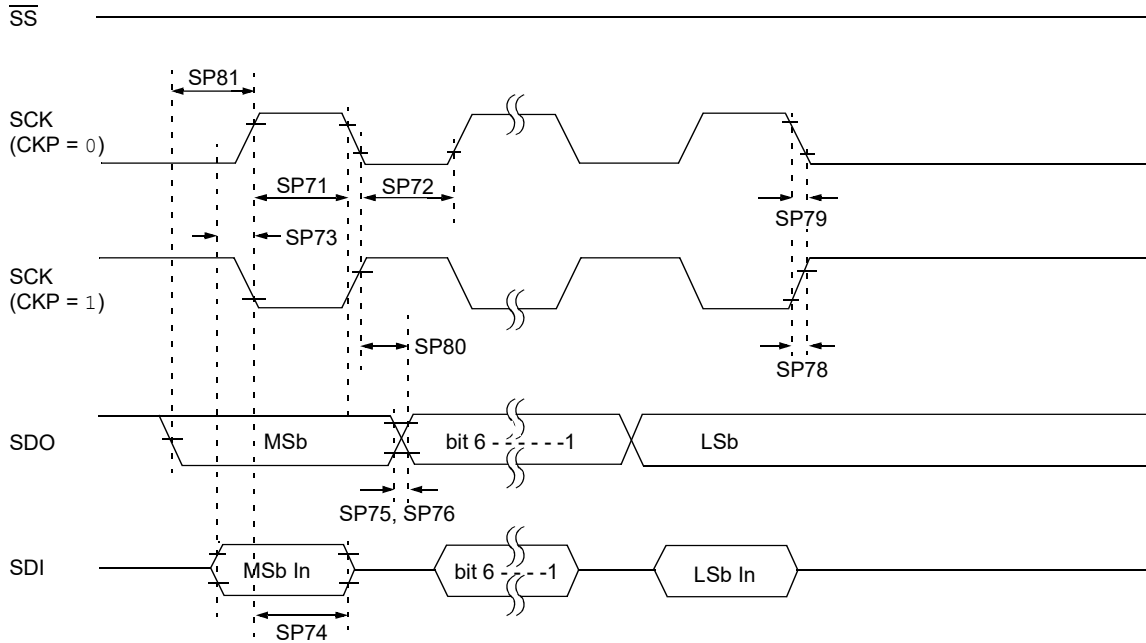 SS
SP81
SCK
(CKP = 0)
SP71
SP72
SP79
SP73
SCK
(CKP = 1)
SP80
SP78
SDO
MSb
bit 6 - - - - - -1
LSb
SP75, SP76
SDI
MSb In
bit 6 - - - - -1
LSb In
SP74